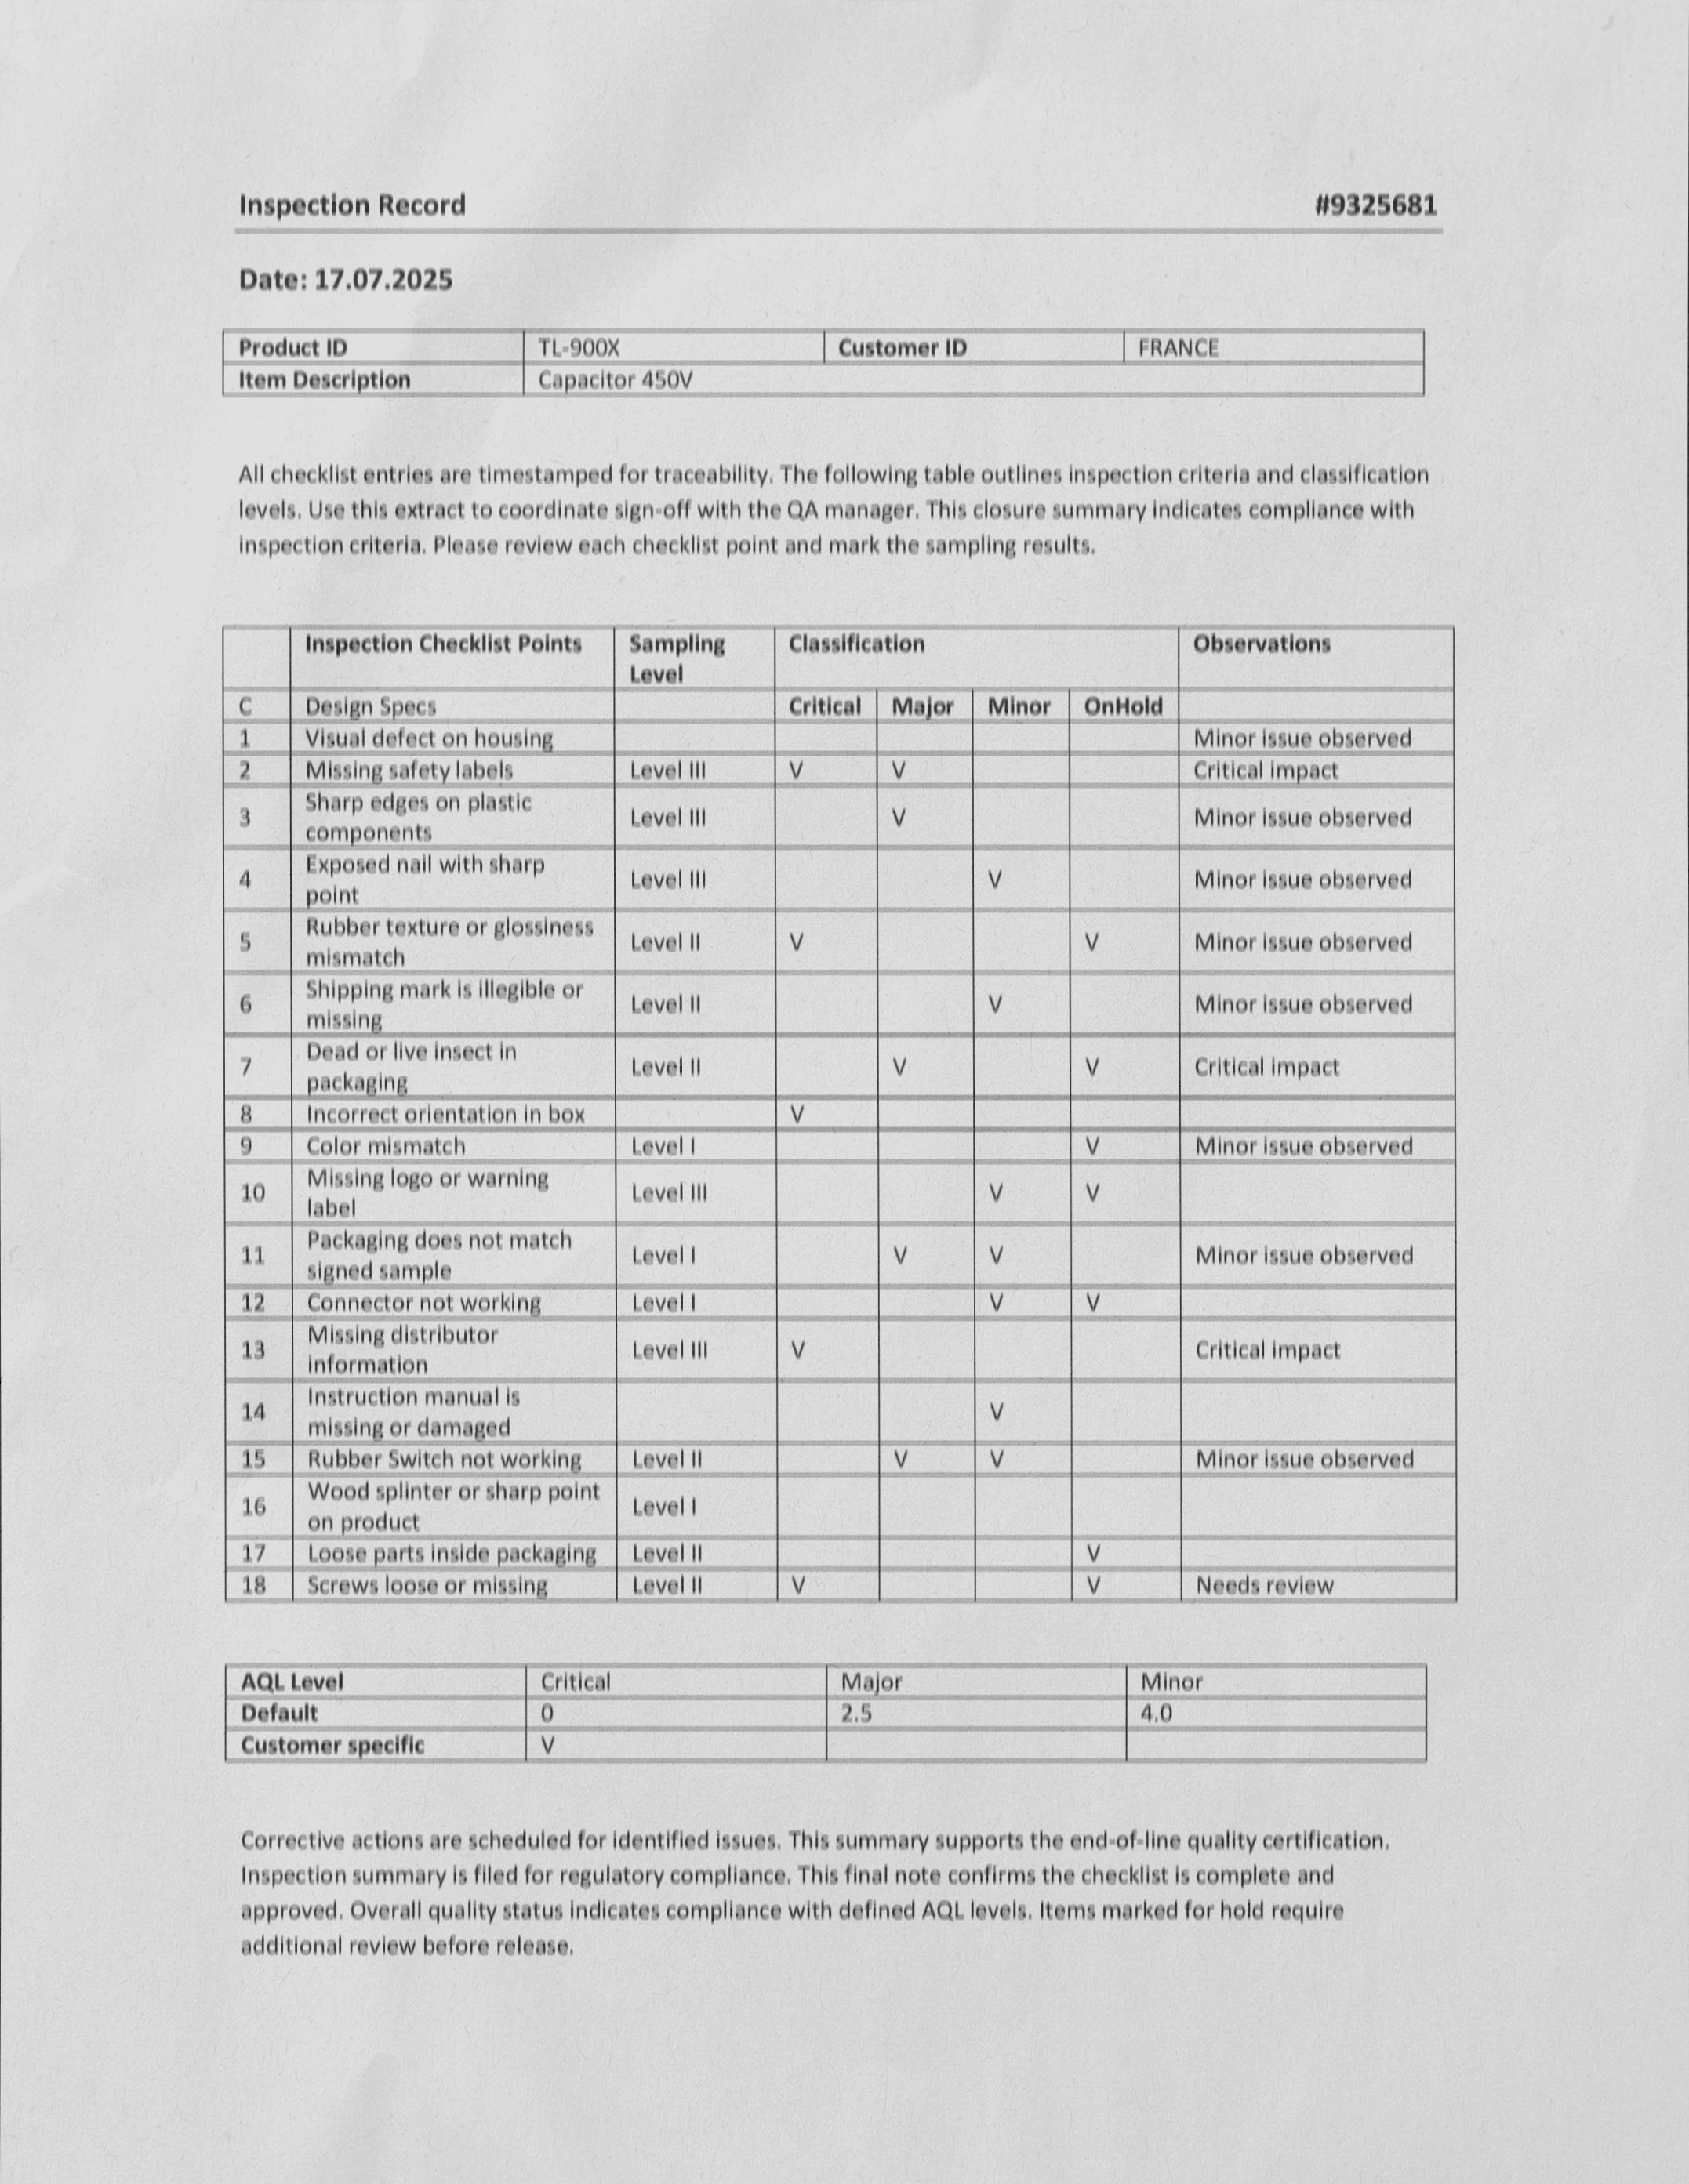 Inspection Record #9325681
Date: 17.07.2025
Product ID TL-900X Customer ID FRANCE
Item Description Capacitor 450V
All checklist entries are timestamped for traceability. The following table outlines inspection criteria and classification
levels. Use this extract to coordinate sign-off with the QA manager. This closure summary indicates compliance with
inspection criteria. Please review each checklist point and mark the sampling results.
Inspection Checklist Points Sampling Level Classification Observations
C Design Specs Critical Major Minor OnHold
1 Visual defect on housing Minor issue observed
2 Missing safety labels Level III V V Critical impact
3 Sharp edges on plastic components Level III V Minor issue observed
4 Exposed nail with sharp point Level III V Minor issue observed
5 Rubber texture or glossiness mismatch Level II V V Minor issue observed
6 Shipping mark is illegible or missing Level II V Minor issue observed
7 Dead or live insect in packaging Level II V V Critical impact
8 Incorrect orientation in box V
9 Color mismatch Level I V Minor issue observed
10 Missing logo or warning label Level III V V
11 Packaging does not match signed sample Level I V V Minor issue observed
12 Connector not working Level I V V
13 Missing distributor information Level III V Critical impact
14 Instruction manual is missing or damaged V
15 Rubber Switch not working Level II V V Minor issue observed
16 Wood splinter or sharp point on product Level I
17 Loose parts inside packaging Level II V
18 Screws loose or missing Level II V V Needs review
AQL Level Critical Major Minor
Default 0 2.5 4.0
Customer specific V
Corrective actions are scheduled for identified issues. This summary supports the end-of-line quality certification.
Inspection summary is filed for regulatory compliance. This final note confirms the checklist is complete and
approved. Overall quality status indicates compliance with defined AQL levels. Items marked for hold require
additional review before release.